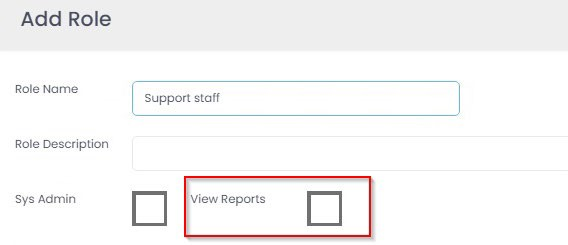 Add Role
Role Name
Support staff
Role Description
Sys Admin
View Reports